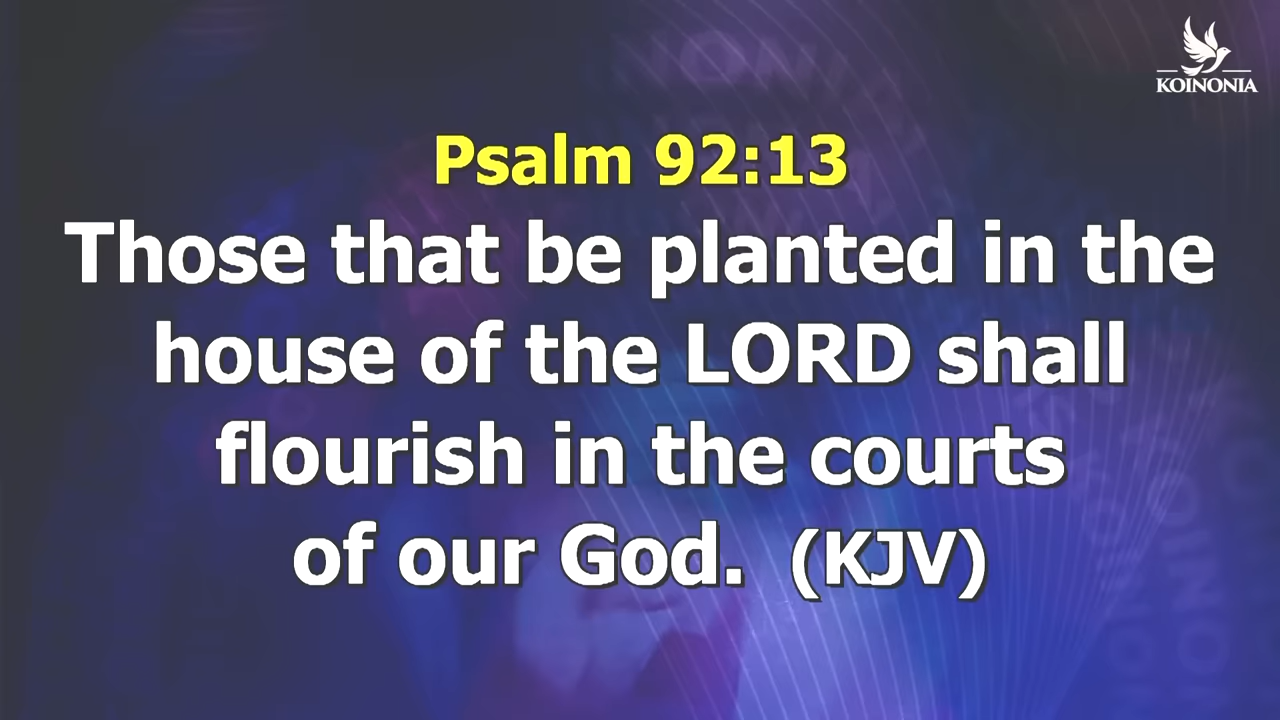 KOINONIA
Psalm 92:13
Those that be planted in the
house of the LORD shall
flourish in the courts
of our God. (KJV)